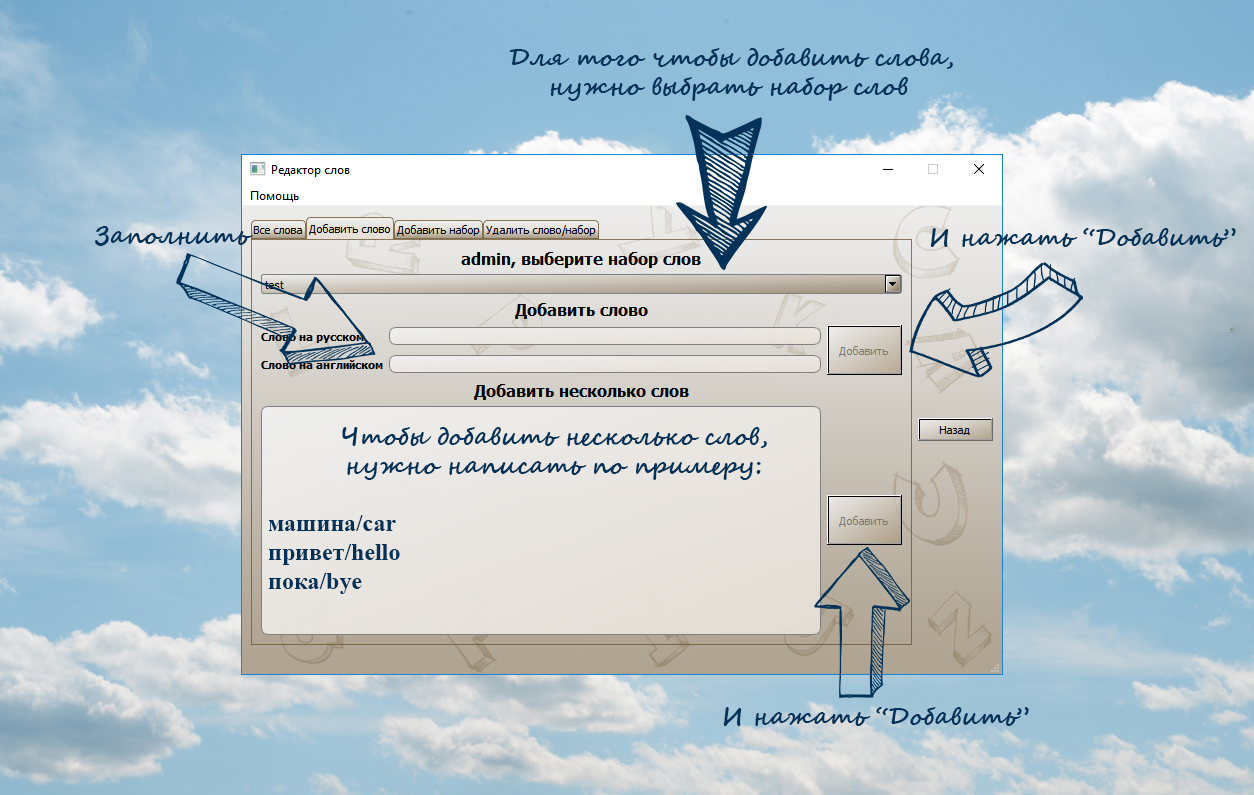 Для того чтобы добавить слова,
нужно выбрать набор слов
Редактор слов
Помощь
Все слова
Добавить слово
Добавить набор
Удалить слово/набор
Заполнить
И нажать “Добавить”
admin, выберите набор слов
test
Добавить слово
Слово на русском
Добавить
Слово на английском
Добавить несколько слов
Назад
Чтобы добавить несколько слов,
нужно написать по примеру:
машина/car
привет/hello
пока/bye
Добавить
И нажать “Добавить”